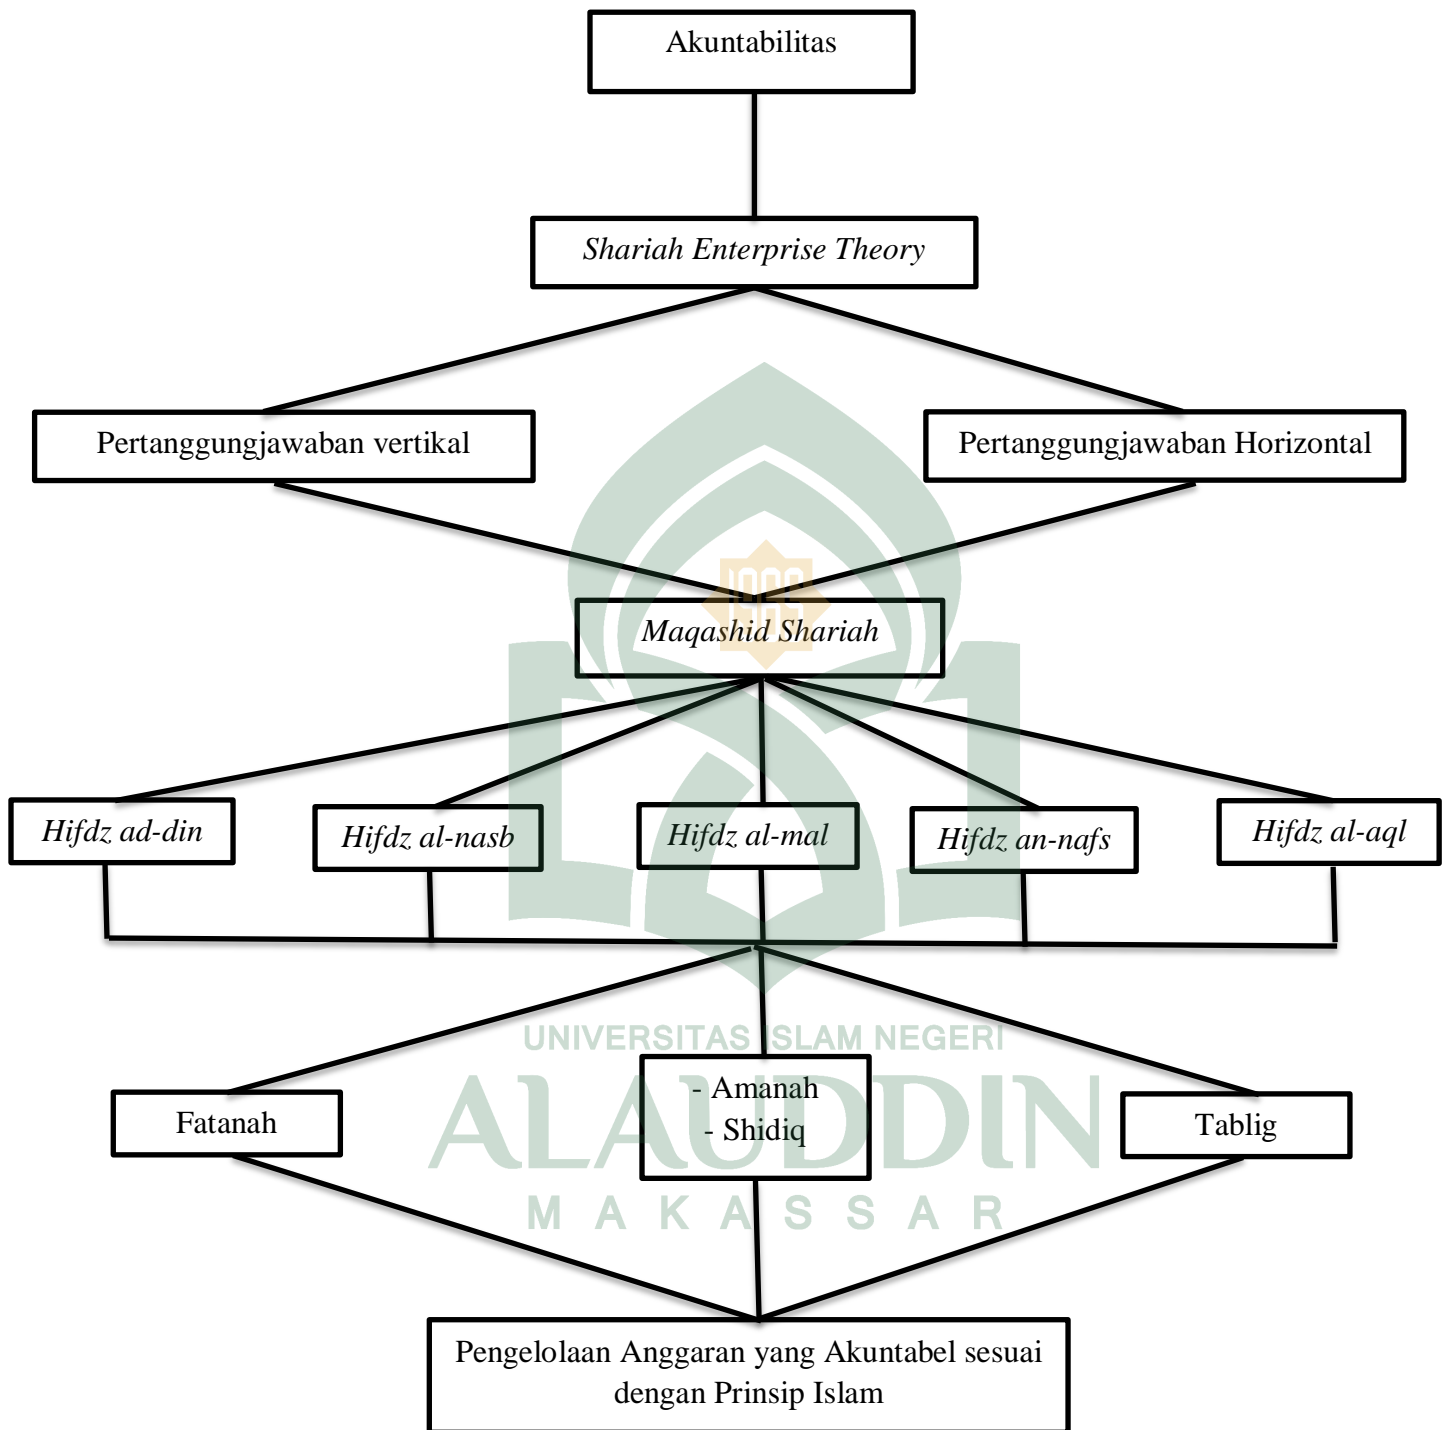 Akuntabilitas
Shariah Enterprise Theory
Pertanggungjawaban vertikal
Pertanggungjawaban Horizontal
1965
Maqashid Shariah
Hifdz ad-din
Hifdz al-nasb
Hifdz al-mal
Hifdz an-nafs
Hifdz al-aql
UNIVERSITAS ISLAM NEGERI
ALAUDDIN
MAKASSAR
Fatanah
- Amanah
- Shidiq
Tablig
Pengelolaan Anggaran yang Akuntabel sesuai
dengan Prinsip Islam